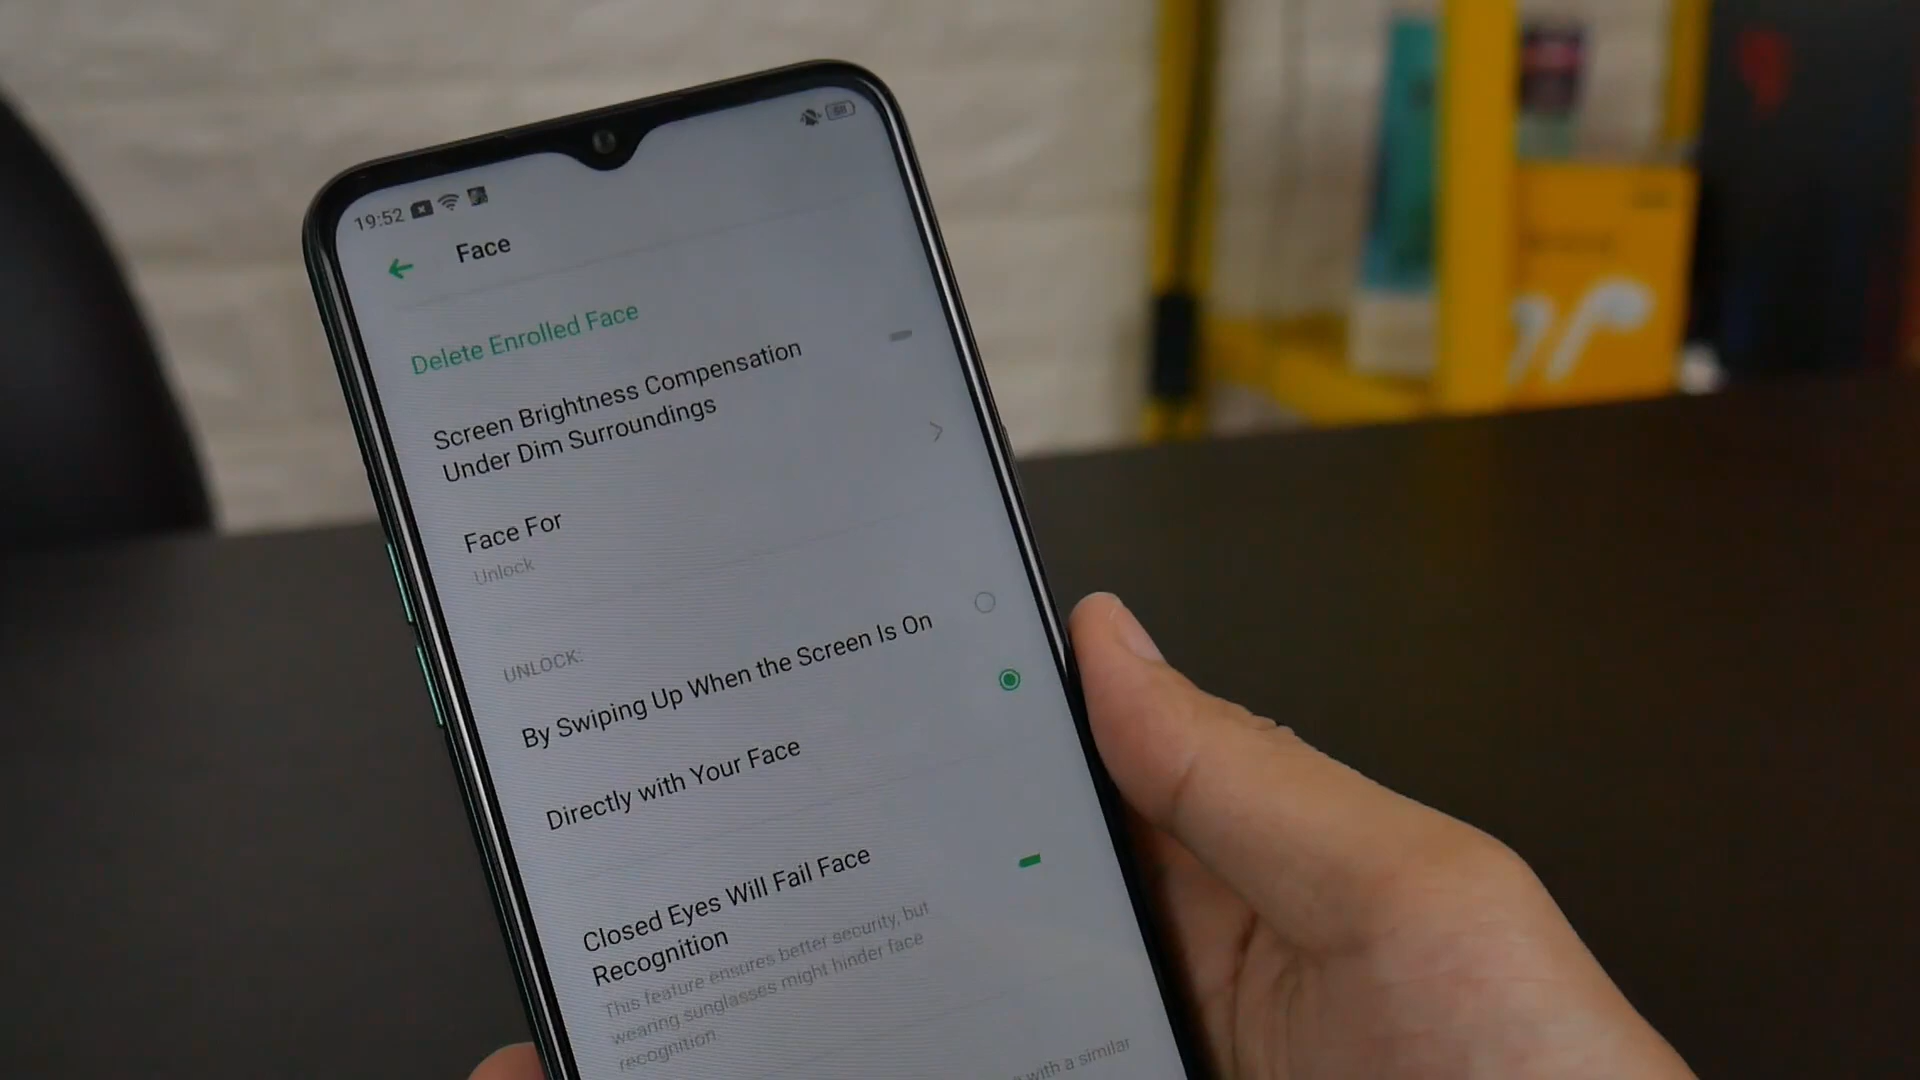 19:52
Face
Delete Enrolled Face
Screen Brightness Compensation
Under Dim Surroundings
Face For
Unlock
UNLOCK:
By Swiping Up When the Screen Is On
Directly with Your Face
Closed Eyes Will Fail Face
Recognition
This feature ensures better security, but
wearing sunglasses might hinder face
recognition.
with a similar